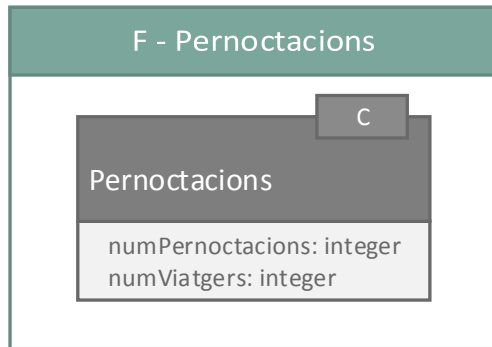 F - Pernoctacions
C
Pernoctacions
numPernoctacions: integer
numViatgers: integer